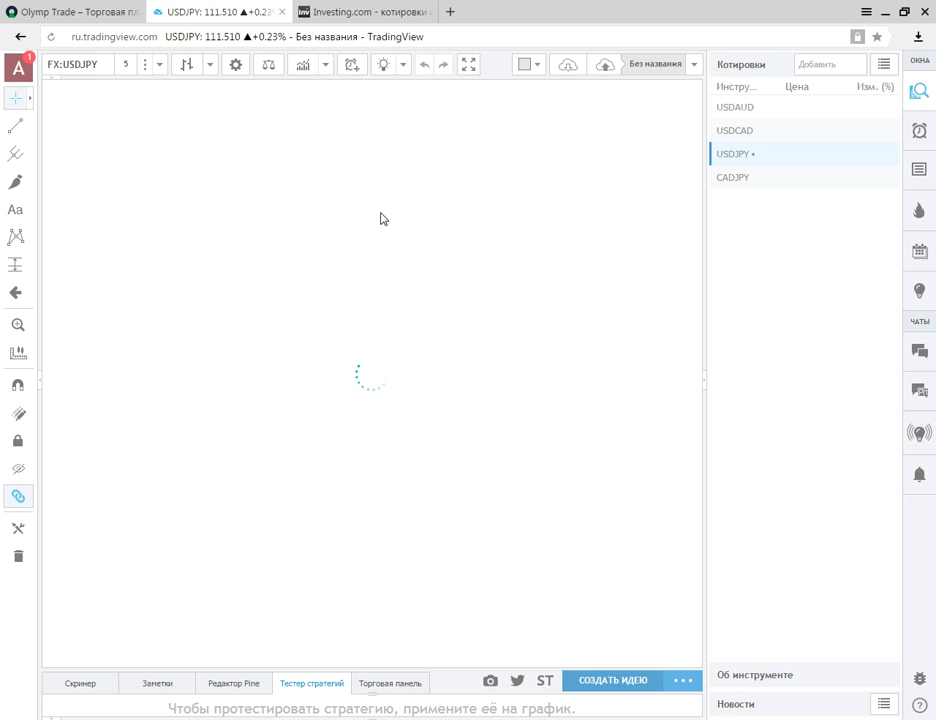 Olymp Trade – Торговая пл
USDJPY: 111.510 ▲+0.23%
Investing.com - котировки
ru.tradingview.com USDJPY: 111.510 ▲+0.23% - Без названия - TradingView
A 1
FX:USDJPY 5 Без названия
Котировки Добавить
ОКНА
Инстру... Цена Изм. (%)
USDAUD
USDCAD
USDJPY •
CADJPY
Aa
ЧАТЫ
Об инструменте
Скринер Заметки Редактор Pine Тестер стратегий Торговая панель ST СОЗДАТЬ ИДЕЮ
Новости
Чтобы протестировать стратегию, примените её на график.